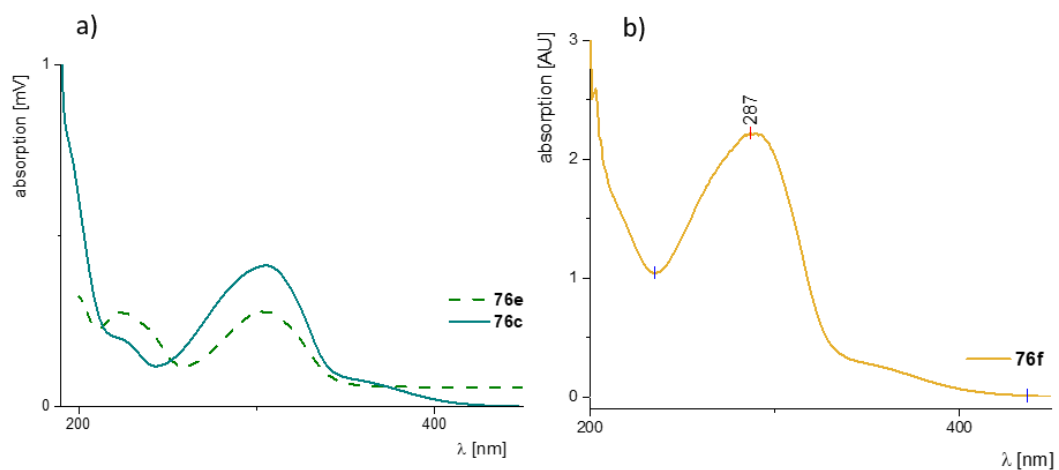 a)
1
absorption [mV]
0
200
400
λ [nm]
76e
76c
b)
3
absorption [AU]
2
1
0
287
200
400
λ [nm]
76f